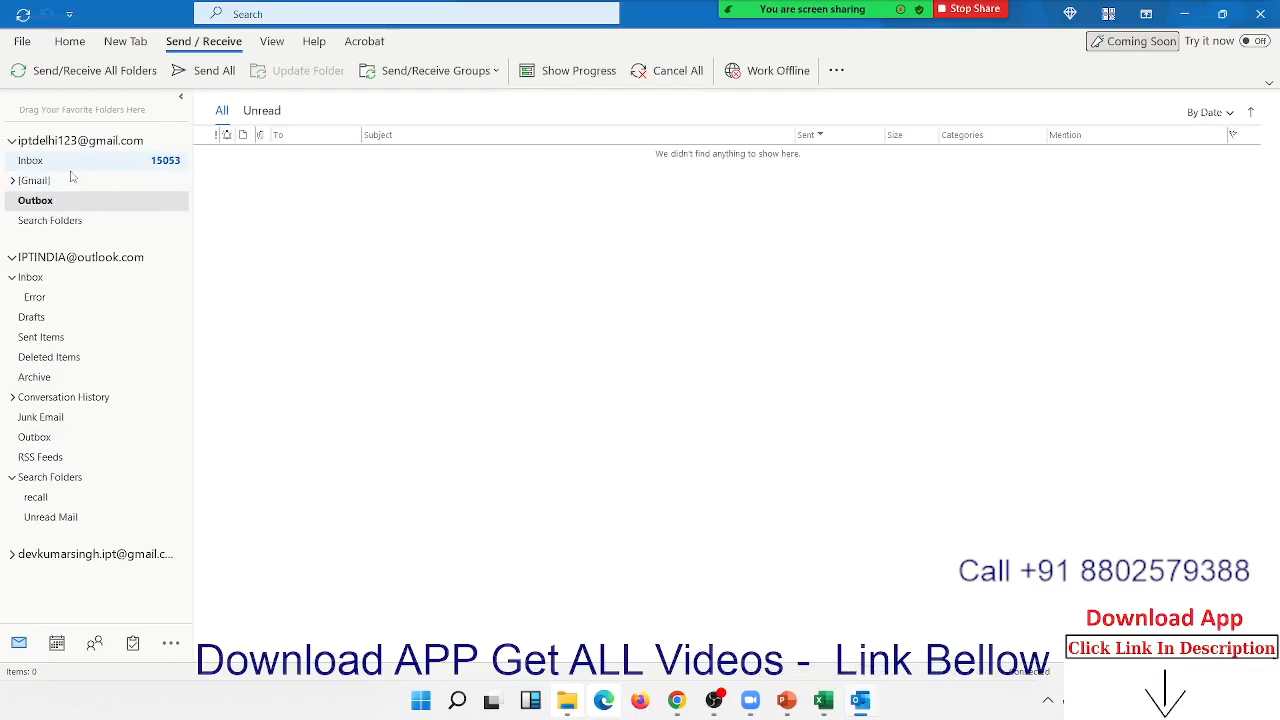 Search
You are screen sharing
Stop Share
File Home New Tab Send / Receive View Help Acrobat
Coming Soon Try it now Off
Send/Receive All Folders Send All Update Folder Send/Receive Groups Show Progress Cancel All Work Offline
Drag Your Favorite Folders Here
All Unread
By Date
! To Subject Sent Size Categories Mention
We didn't find anything to show here.
iptdelhi123@gmail.com
Inbox 15053
[Gmail]
Outbox
Search Folders
IPTINDIA@outlook.com
Inbox
Error
Drafts
Sent Items
Deleted Items
Archive
Conversation History
Junk Email
Outbox
RSS Feeds
Search Folders
recall
Unread Mail
devkumarsingh.ipt@gmail.c...
Call +91 8802579388
Download App
Click Link In Description
Download APP Get ALL Videos - Link Bellow
Items: 0